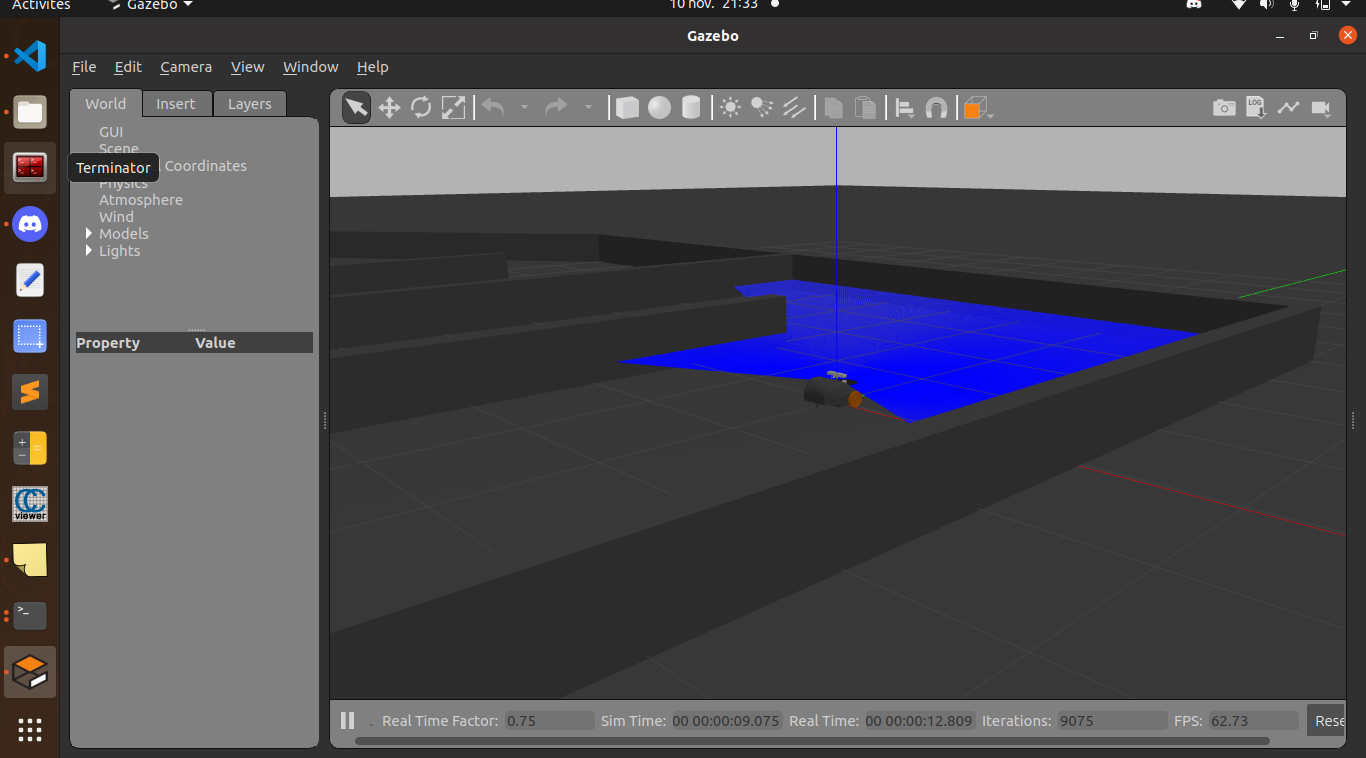 Activités Gazebo 10 nov. 21:33
Gazebo
File Edit Camera View Window Help
World Insert Layers
GUI
Scene
Terminator
Coordinates
Physics
Atmosphere
Wind
Models
Lights
Property Value
LOG
CC
viewer
Real Time Factor: 0.75 Sim Time: 00 00:00:09.075 Real Time: 00 00:00:12.809 Iterations: 9075 FPS: 62.73 Rese